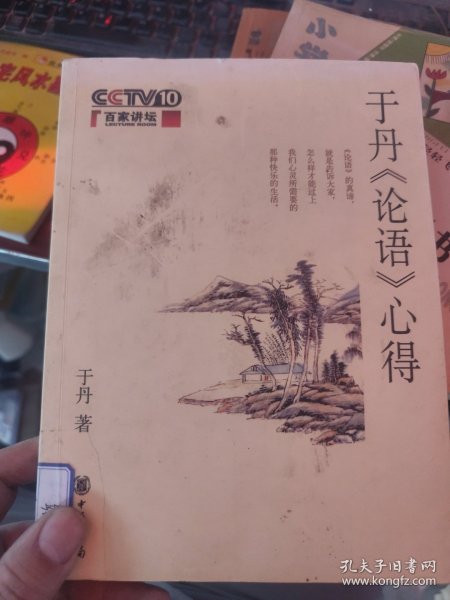 CCTV10
百家讲坛
LECTURE ROOM
于丹《论语》心得
《论语》的真谛，
就是告诉大家，
怎么样才能过上
我们心灵所需要的
那种快乐的生活。
于丹 著
小学
孔夫子旧书网
www.kongfz.com